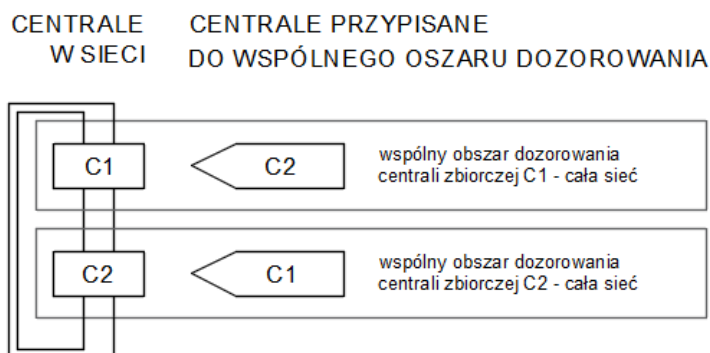 CENTRALE
W SIECI
CENTRALE PRZYPISANE
DO WSPÓLNEGO OSZARU DOZOROWANIA
C1
C2
wspólny obszar dozorowania
centrali zbiorczej C1 - cała sieć
C2
C1
wspólny obszar dozorowania
centrali zbiorczej C2 - cała sieć